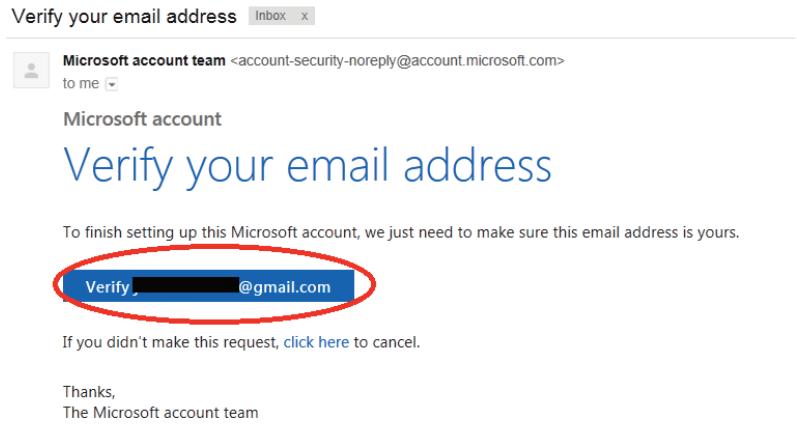 Verify your email address Inbox x
Microsoft account team <account-security-noreply@account.microsoft.com>
to me
Microsoft account
Verify your email address
To finish setting up this Microsoft account, we just need to make sure this email address is yours.
Verify @gmail.com
If you didn't make this request, click here to cancel.
Thanks,
The Microsoft account team